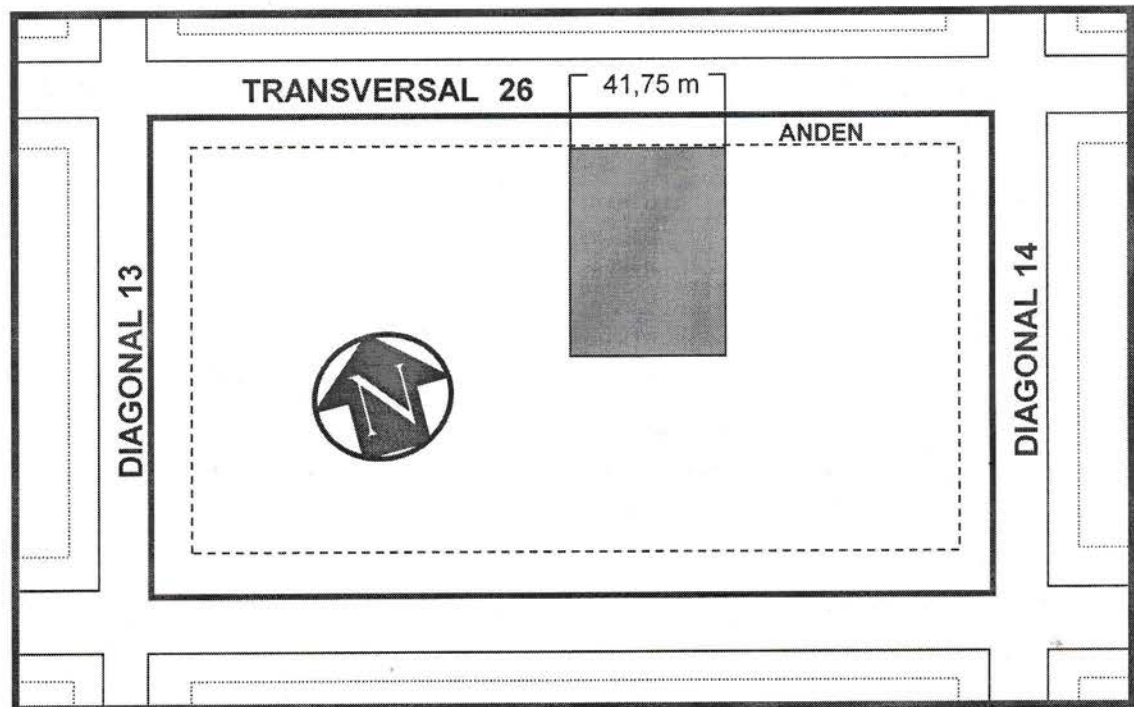 TRANSVERSAL 26
41,75 m
ANDEN
DIAGONAL 13
N
DIAGONAL 14